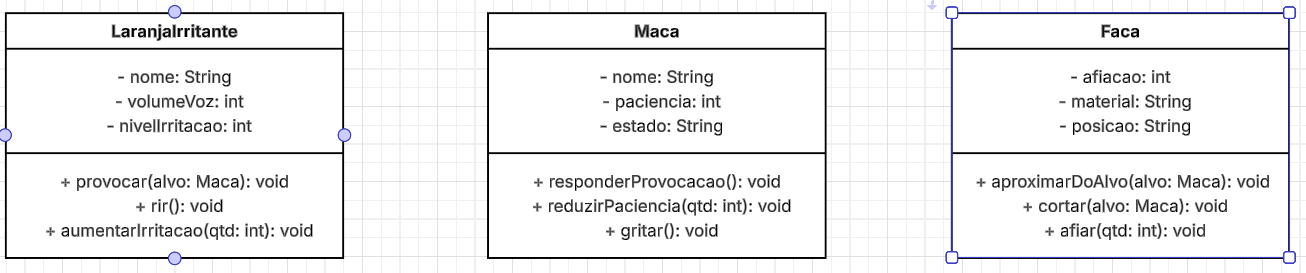 LaranjaIrritante
- nome: String
- volumeVoz: int
- nivelIrritacao: int
+ provocar(alvo: Maca): void
+ rir(): void
+ aumentarIrritacao(qtd: int): void
Maca
- nome: String
- paciencia: int
- estado: String
+ responderProvocacao(): void
+ reduzirPaciencia(qtd: int): void
+ gritar(): void
Faca
- afiacao: int
- material: String
- posicao: String
+ aproximarDoAlvo(alvo: Maca): void
+ cortar(alvo: Maca): void
+ afiar(qtd: int): void